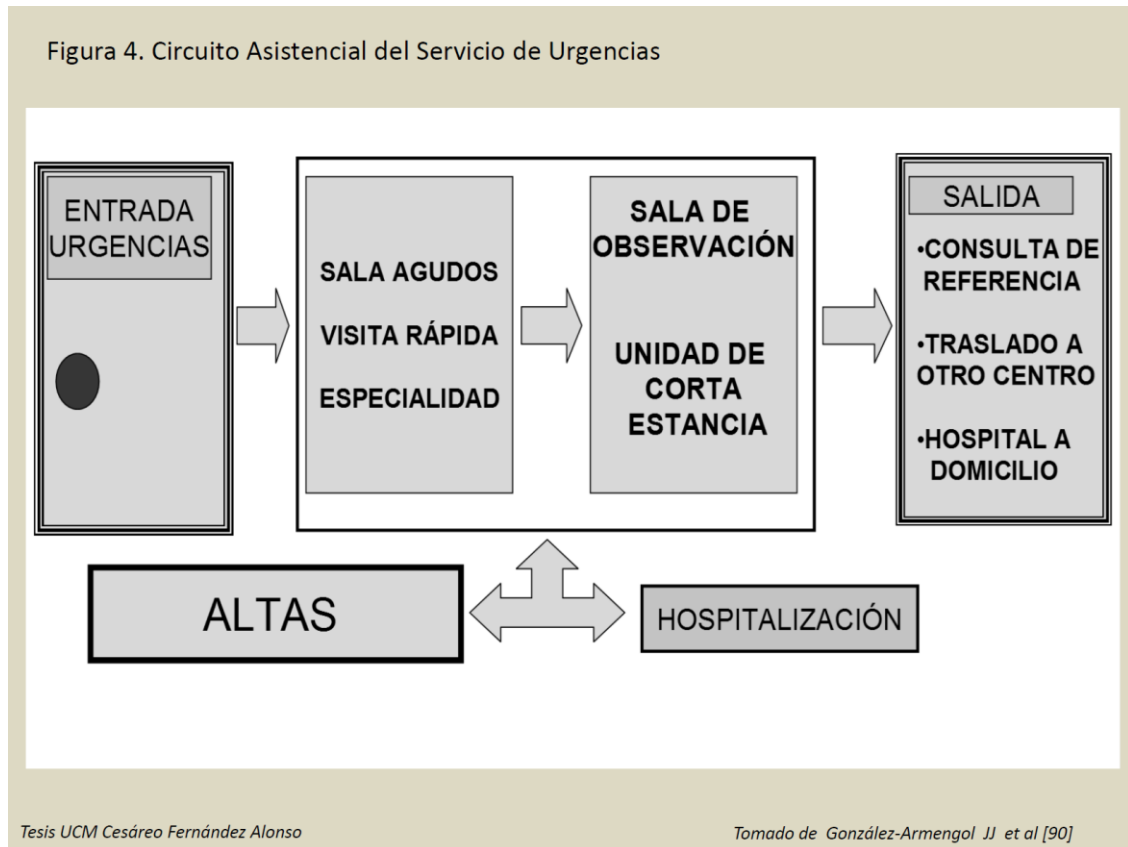 Figura 4. Circuito Asistencial del Servicio de Urgencias
ENTRADA
URGENCIAS
SALA AGUDOS
VISITA RÁPIDA
ESPECIALIDAD
SALA DE
OBSERVACIÓN
UNIDAD DE
CORTA
ESTANCIA
SALIDA
•CONSULTA DE
REFERENCIA
•TRASLADO A
OTRO CENTRO
•HOSPITAL A
DOMICILIO
ALTAS
HOSPITALIZACIÓN
Tesis UCM Cesáreo Fernández Alonso
Tomado de González-Armengol JJ et al [90]